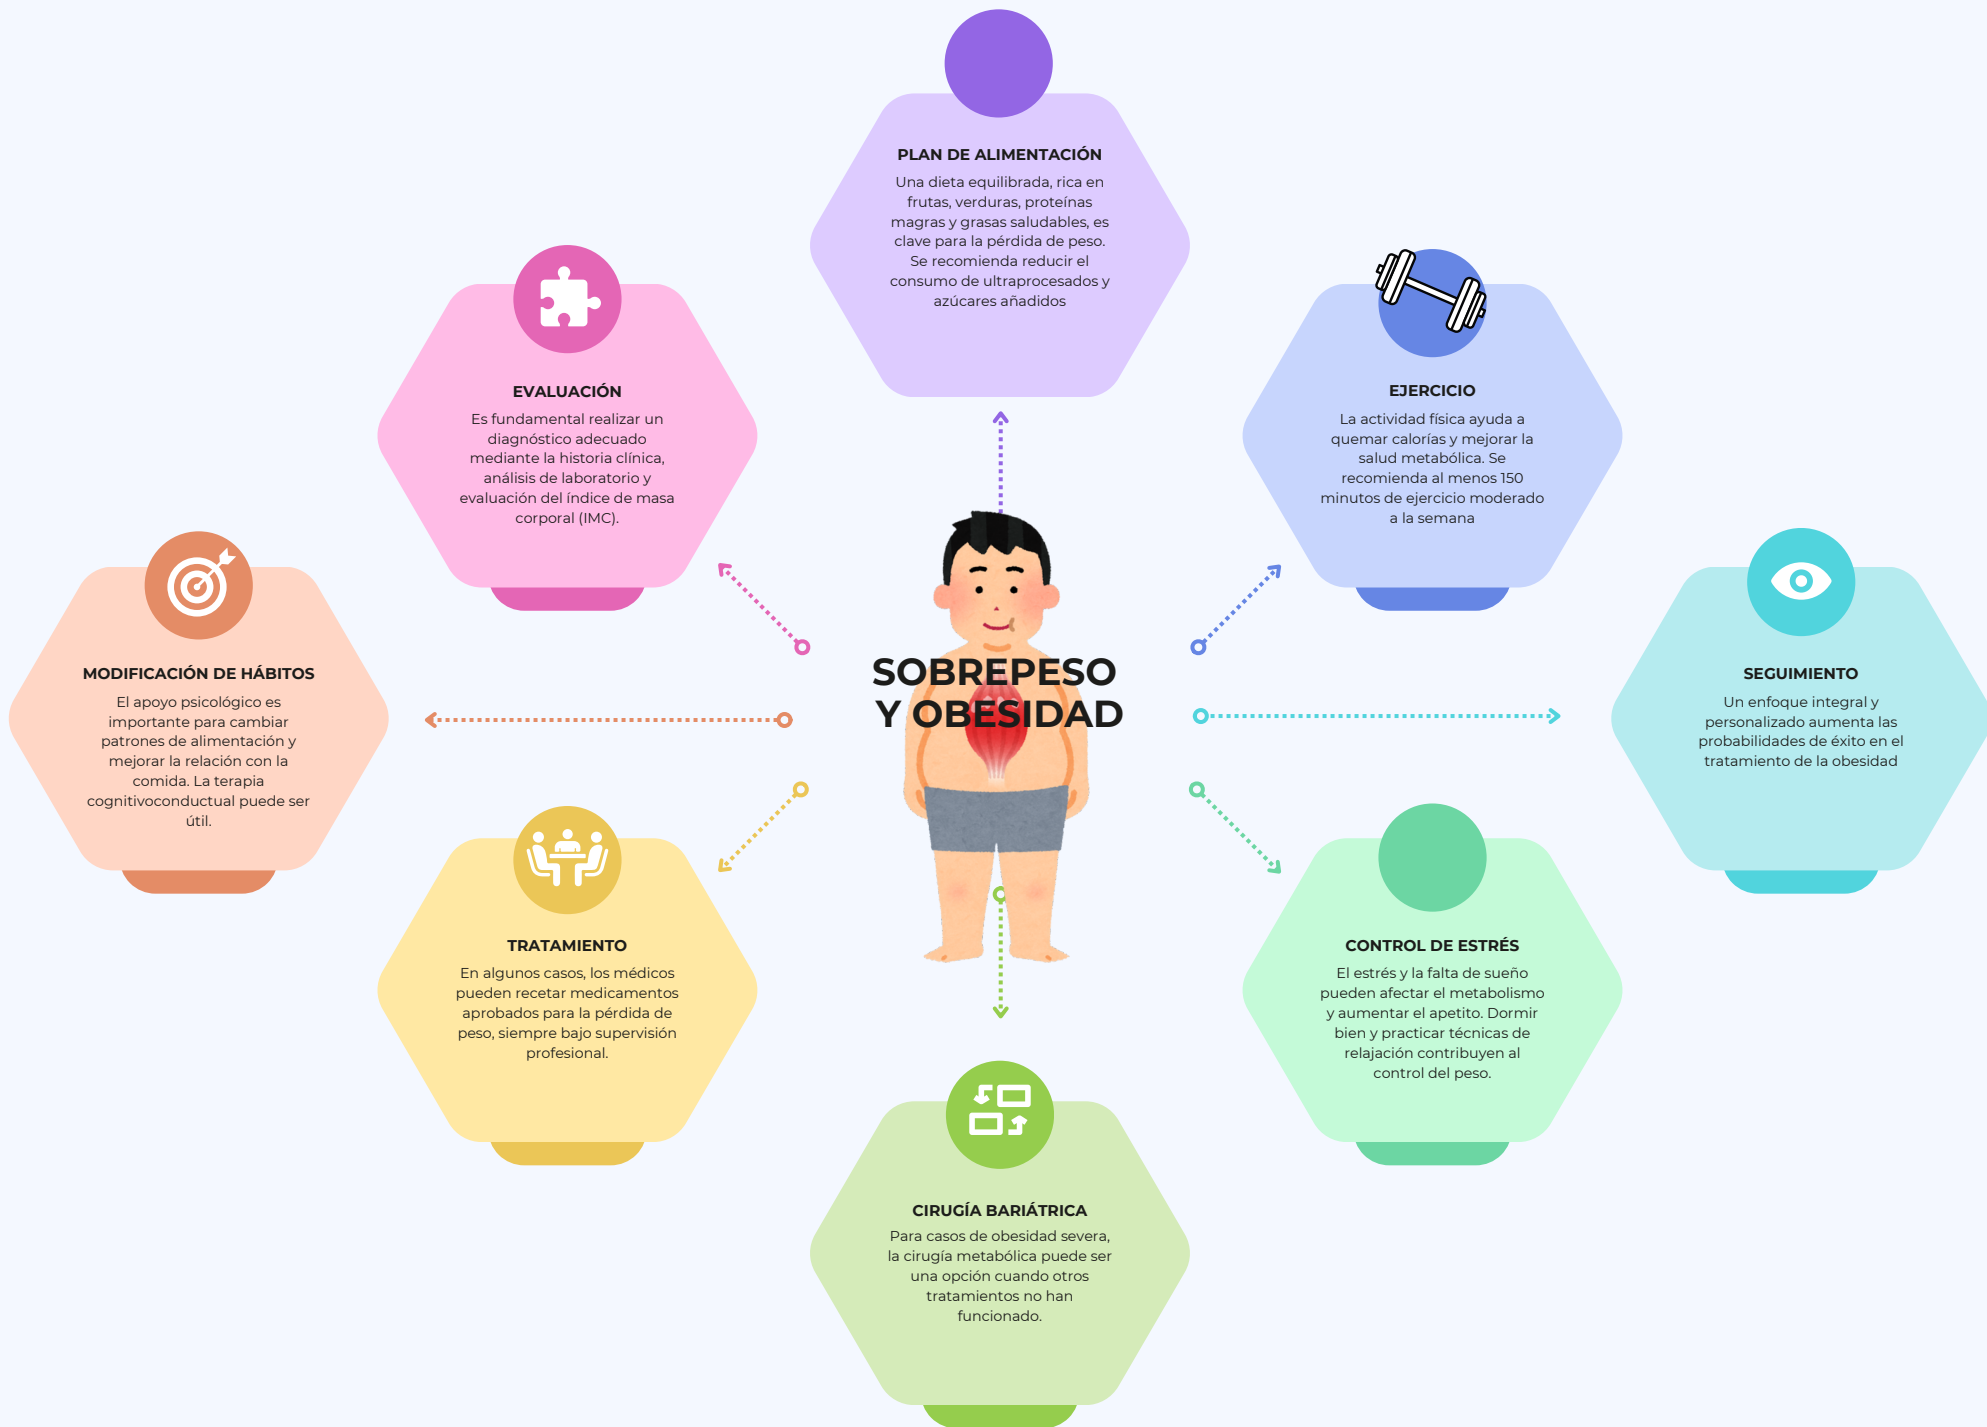 PLAN DE ALIMENTACIÓN
Una dieta equilibrada, rica en
frutas, verduras, proteínas
magras y grasas saludables, es
clave para la pérdida de peso.
Se recomienda reducir el
consumo de ultraprocesados y
azúcares añadidos
EVALUACIÓN
Es fundamental realizar un
diagnóstico adecuado
mediante la historia clínica,
análisis de laboratorio y
evaluación del índice de masa
corporal (IMC).
EJERCICIO
La actividad física ayuda a
quemar calorías y mejorar la
salud metabólica. Se
recomienda al menos 150
minutos de ejercicio moderado
a la semana
MODIFICACIÓN DE HÁBITOS
El apoyo psicológico es
importante para cambiar
patrones de alimentación y
mejorar la relación con la
comida. La terapia
cognitivoconductual puede ser
útil.
SOBREPESO
Y OBESIDAD
SEGUIMIENTO
Un enfoque integral y
personalizado aumenta las
probabilidades de éxito en el
tratamiento de la obesidad
TRATAMIENTO
En algunos casos, los médicos
pueden recetar medicamentos
aprobados para la pérdida de
peso, siempre bajo supervisión
profesional.
CONTROL DE ESTRÉS
El estrés y la falta de sueño
pueden afectar el metabolismo
y aumentar el apetito. Dormir
bien y practicar técnicas de
relajación contribuyen al
control del peso.
CIRUGÍA BARIÁTRICA
Para casos de obesidad severa,
la cirugía metabólica puede ser
una opción cuando otros
tratamientos no han
funcionado.